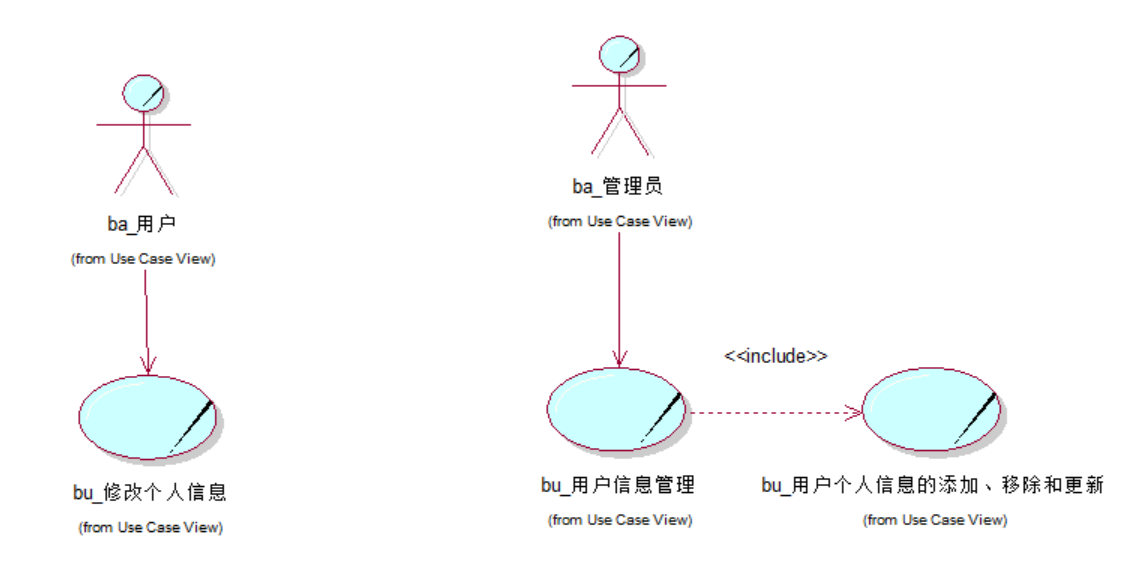 ba_用户
(from Use Case View)
bu_修改个人信息
(from Use Case View)
ba_管理员
(from Use Case View)
<<include>>
bu_用户信息管理
(from Use Case View)
bu_用户个人信息的添加、移除和更新
(from Use Case View)